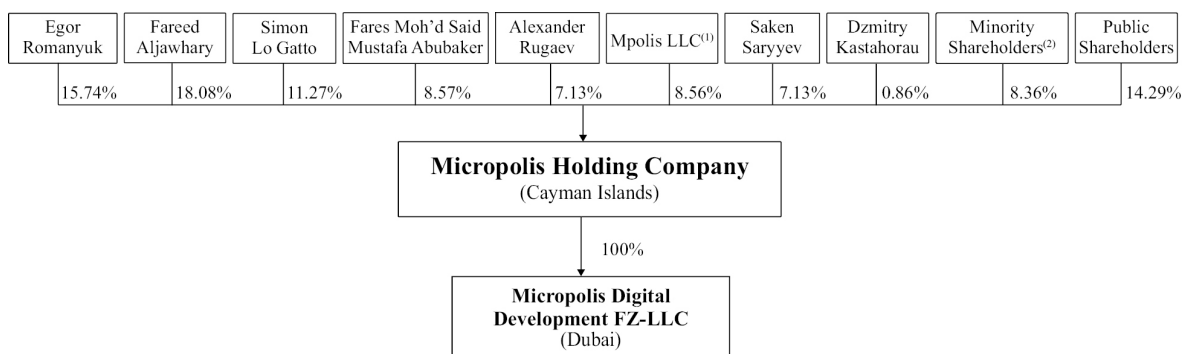 Egor
Romanyuk
Fareed
Aljawhary
Simon
Lo Gatto
Fares Moh’d Said
Mustafa Abubaker
Alexander
Rugaev
Mpolis LLC(1)
Saken
Saryyev
Dzmitry
Kastahorau
Minority
Shareholders(2)
Public
Shareholders
15.74%
18.08%
11.27%
8.57%
7.13%
8.56%
7.13%
0.86%
8.36%
14.29%
Micropolis Holding Company
(Cayman Islands)
100%
Micropolis Digital
Development FZ-LLC
(Dubai)